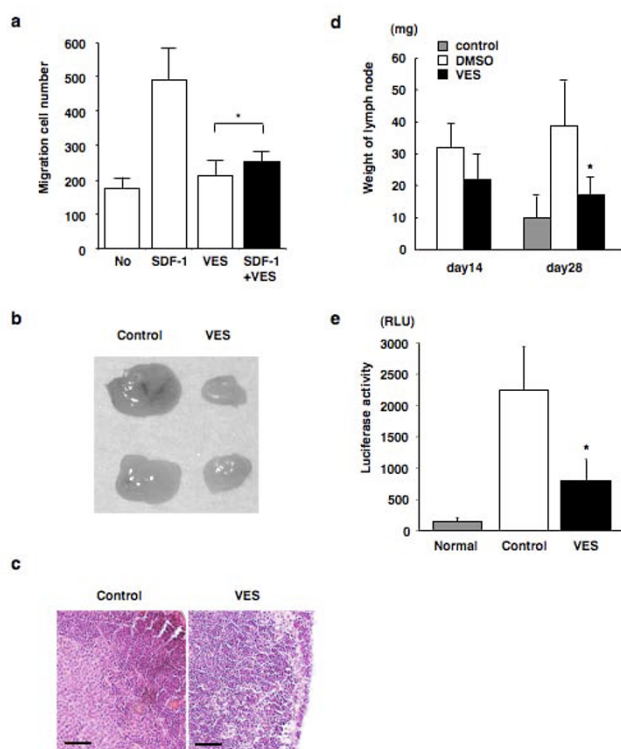 a
600
500
400
300
200
100
0
Migration cell number
*
No SDF-1 VES SDF-1
+VES
b
Control VES
c
Control VES
d
(mg)
control
DMSO
VES
60
50
40
30
20
10
0
Weight of lymph node
*
day14 day28
e
(RLU)
3000
2500
2000
1500
1000
500
0
Luciferase activity
*
Normal Control VES